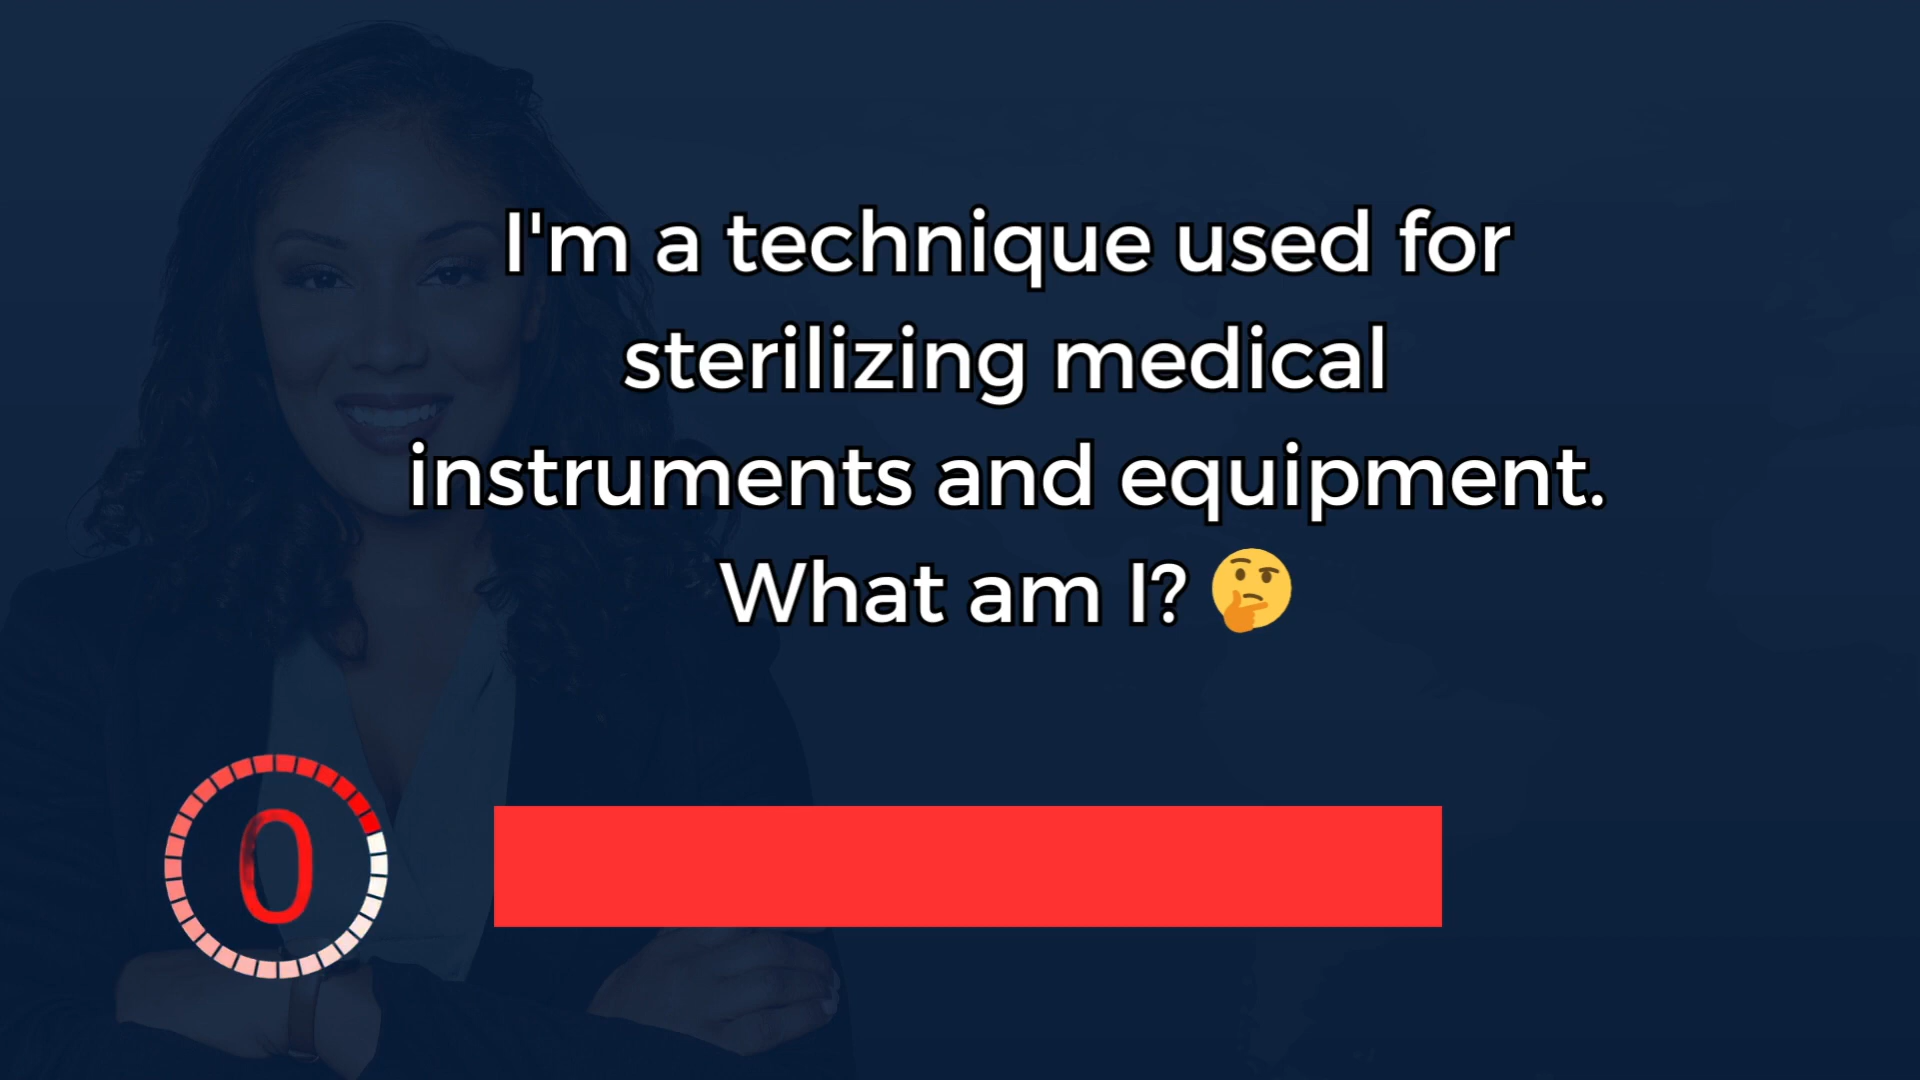 I'm a technique used for
sterilizing medical
instruments and equipment.
What am I? 🤔
0